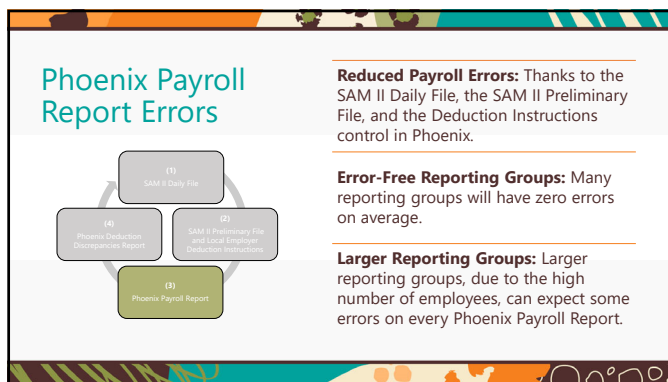 Phoenix Payroll
Report Errors
(1)
SAM II Daily File
(4)
Phoenix Deduction
Discrepancies Report
(2)
SAM II Preliminary File
and Local Employer
Deduction Instructions
(3)
Phoenix Payroll Report
Reduced Payroll Errors: Thanks to the
SAM II Daily File, the SAM II Preliminary
File, and the Deduction Instructions
control in Phoenix.
Error-Free Reporting Groups: Many
reporting groups will have zero errors
on average.
Larger Reporting Groups: Larger
reporting groups, due to the high
number of employees, can expect some
errors on every Phoenix Payroll Report.